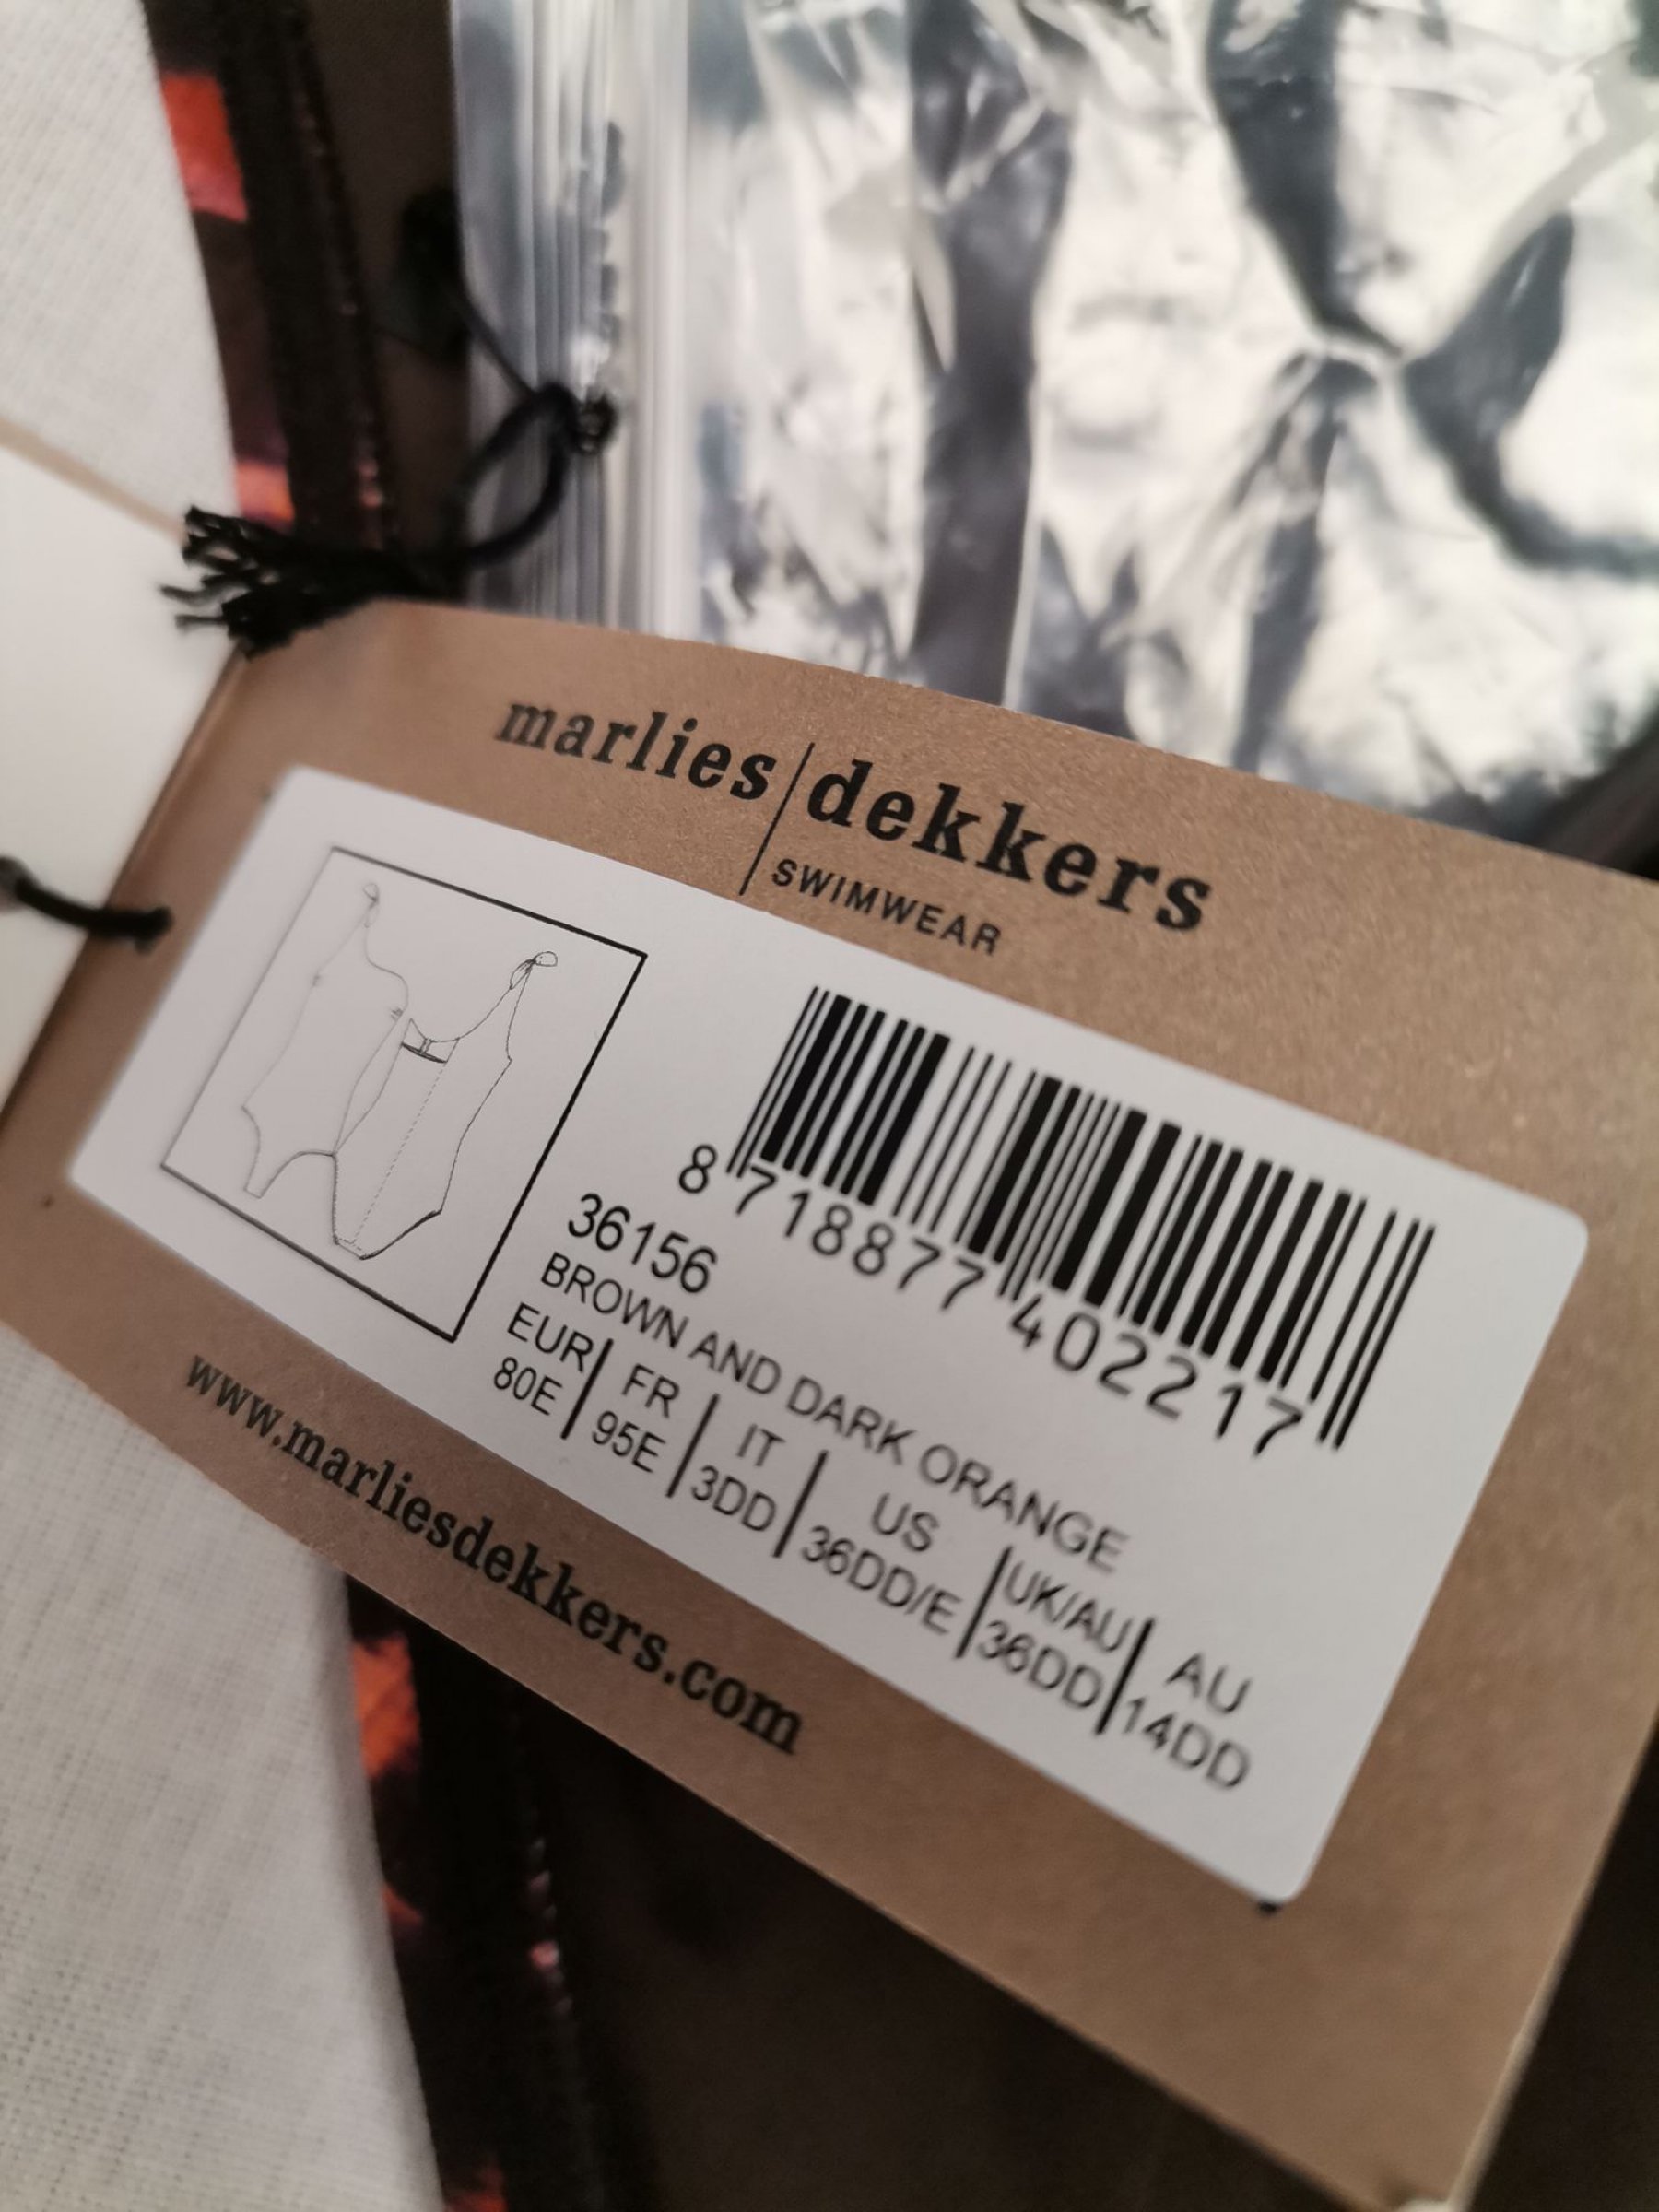 marlies dekkers
SWIMWEAR
8 718877 402217
36156
BROWN AND DARK ORANGE
EUR FR IT US UK/AU AU
80E 95E 3DD 36DD/E 36DD 14DD
www.marliesdekkers.com